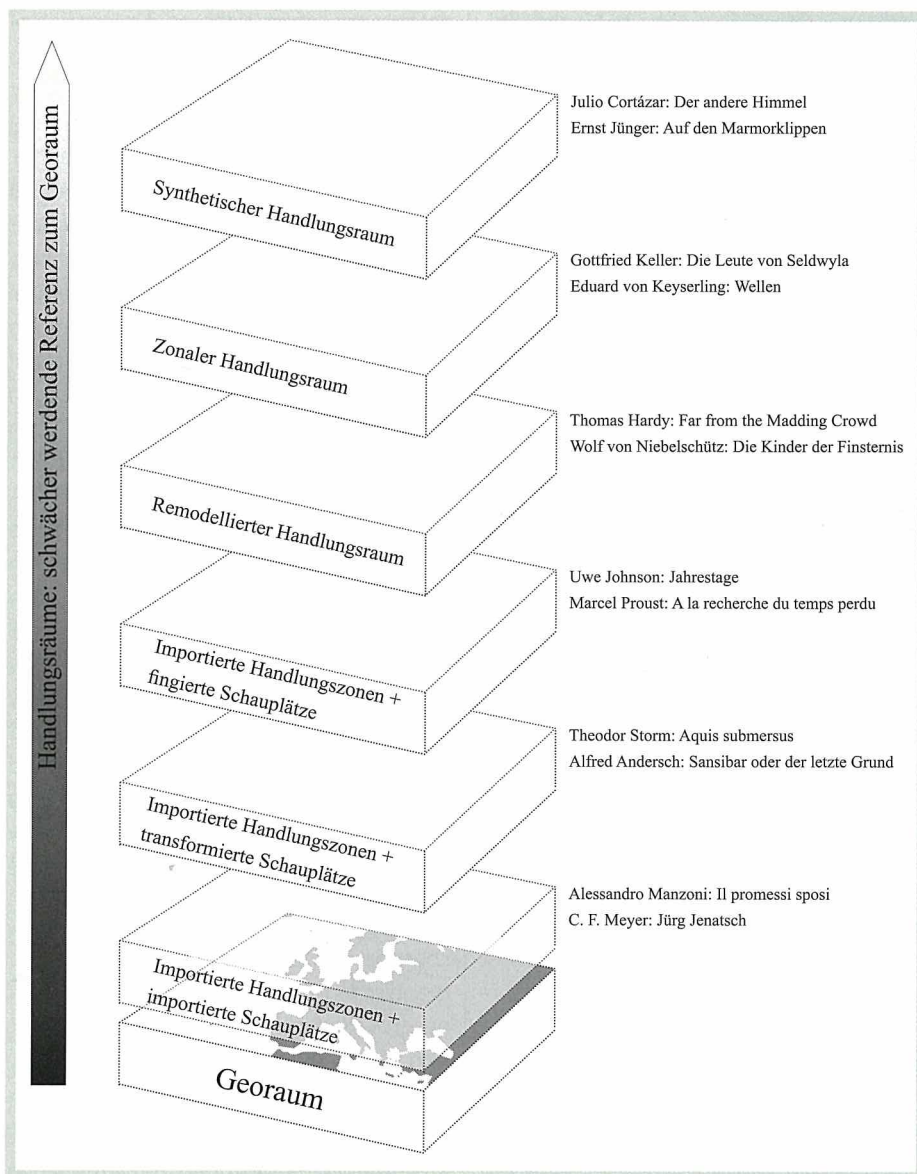 Handlungsräume: schwächer werdende Referenz zum Georaum
Julio Cortázar: Der andere Himmel
Ernst Jünger: Auf den Marmorklippen
Synthetischer Handlungsraum
Gottfried Keller: Die Leute von Seldwyla
Eduard von Keyserling: Wellen
Zonaler Handlungsraum
Thomas Hardy: Far from the Madding Crowd
Wolf von Niebelschütz: Die Kinder der Finsternis
Remodellierter Handlungsraum
Uwe Johnson: Jahrestage
Marcel Proust: A la recherche du temps perdu
Importierte Handlungszonen +
fingierte Schauplätze
Theodor Storm: Aquis submersus
Alfred Andersch: Sansibar oder der letzte Grund
Importierte Handlungszonen +
transformierte Schauplätze
Alessandro Manzoni: Il promessi sposi
C. F. Meyer: Jürg Jenatsch
Importierte Handlungszonen +
importierte Schauplätze
Georaum